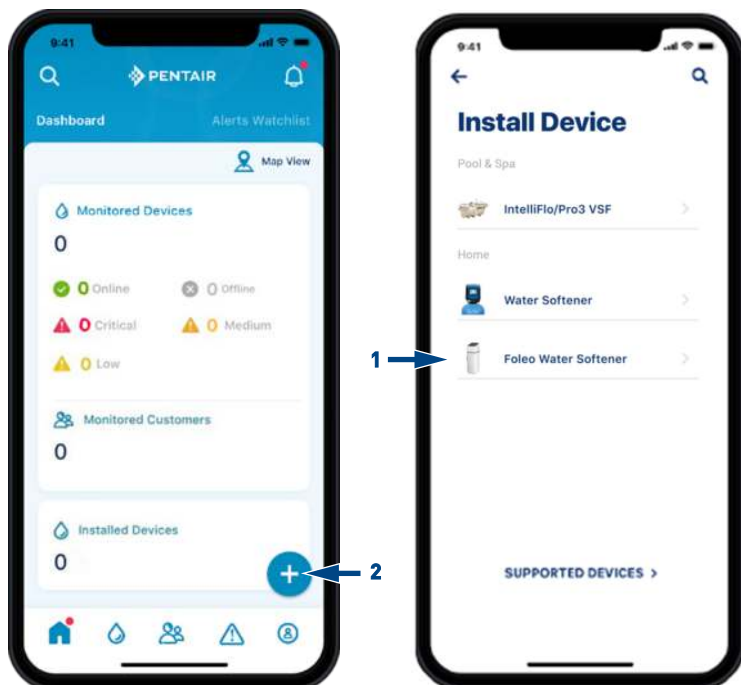 9:41
PENTAIR
Dashboard Alerts Watchlist
Map View
Monitored Devices
0
0 Online 0 Offline
0 Critical 0 Medium
0 Low
Monitored Customers
0
Installed Devices
0
+
2
9:41
Install Device
Pool & Spa
IntelliFlo/Pro3 VSF
Home
Water Softener
1
Foleo Water Softener
SUPPORTED DEVICES >